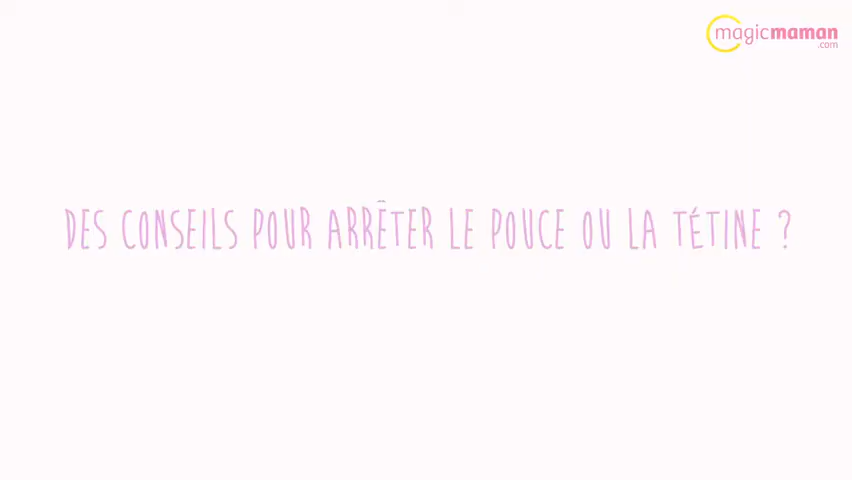 magicmaman
.com
DES CONSEILS POUR ARRÊTER LE POUCE OU LA TÉTINE ?